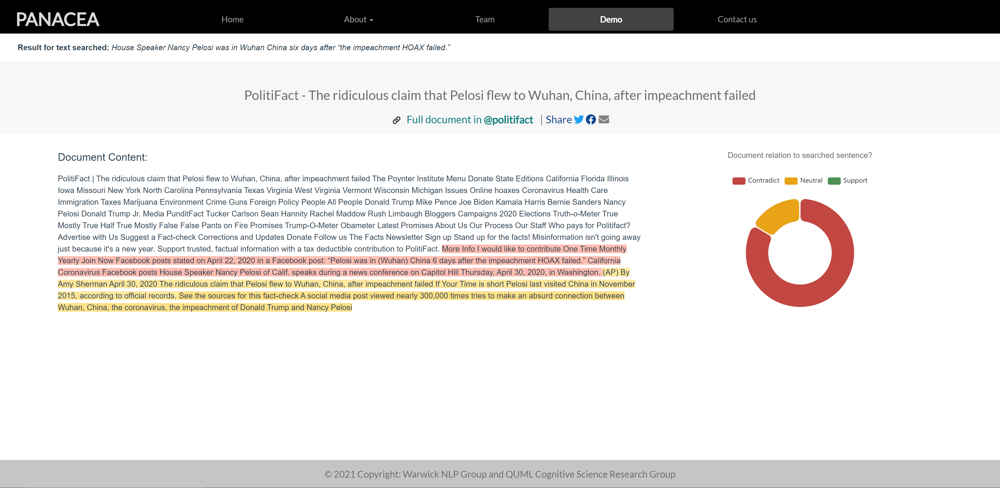 PANACEA
Home
About
Team
Demo
Contact us
Result for text searched: House Speaker Nancy Pelosi was in Wuhan China six days after “the impeachment HOAX failed.”
PolitiFact - The ridiculous claim that Pelosi flew to Wuhan, China, after impeachment failed
Full document in @politifact | Share
Document Content:
PolitiFact | The ridiculous claim that Pelosi flew to Wuhan, China, after impeachment failed The Poynter Institute Menu Donate State Editions California Florida Illinois
Iowa Missouri New York North Carolina Pennsylvania Texas Virginia West Virginia Vermont Wisconsin Michigan Issues Online hoaxes Coronavirus Health Care
Immigration Taxes Marijuana Environment Crime Guns Foreign Policy People All People Donald Trump Mike Pence Joe Biden Kamala Harris Bernie Sanders Nancy
Pelosi Donald Trump Jr. Media PunditFact Tucker Carlson Sean Hannity Rachel Maddow Rush Limbaugh Bloggers Campaigns 2020 Elections Truth-o-Meter True
Mostly True Half True Mostly False False Pants on Fire Promises Trump-O-Meter Obameter Latest Promises About Us Our Process Our Staff Who pays for Politifact?
Advertise with Us Suggest a Fact-check Corrections and Updates Donate Follow us The Facts Newsletter Sign up Stand up for the facts! Misinformation isn't going away
just because it's a new year. Support trusted, factual information with a tax deductible contribution to PolitiFact. More Info I would like to contribute One Time Monthly
Yearly Join Now Facebook posts stated on April 22, 2020 in a Facebook post: “Pelosi was in (Wuhan) China 6 days after the impeachment HOAX failed.” California
Coronavirus Facebook posts House Speaker Nancy Pelosi of Calif. speaks during a news conference on Capitol Hill Thursday, April 30, 2020, in Washington. (AP) By
Amy Sherman April 30, 2020 The ridiculous claim that Pelosi flew to Wuhan, China, after impeachment failed If Your Time is short Pelosi last visited China in November
2015, according to official records. See the sources for this fact-check A social media post viewed nearly 300,000 times tries to make an absurd connection between
Wuhan, China, the coronavirus, the impeachment of Donald Trump and Nancy Pelosi
Document relation to searched sentence?
Contradict
Neutral
Support
© 2021 Copyright: Warwick NLP Group and QUML Cognitive Science Research Group